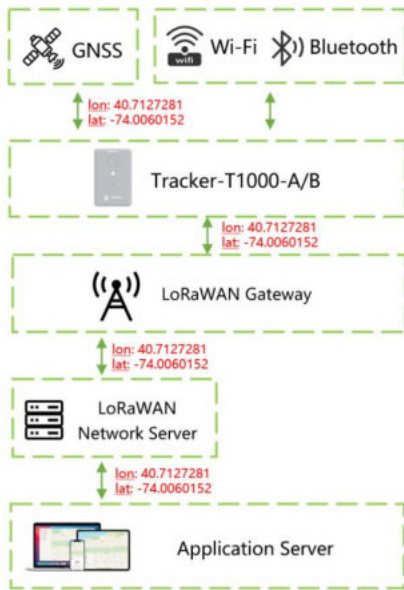 GNSS
wifi
Wi-Fi
Bluetooth
lon: 40.7127281
lat: -74.0060152
Tracker-T1000-A/B
lon: 40.7127281
lat: -74.0060152
LoRaWAN Gateway
lon: 40.7127281
lat: -74.0060152
LoRaWAN
Network Server
lon: 40.7127281
lat: -74.0060152
Application Server